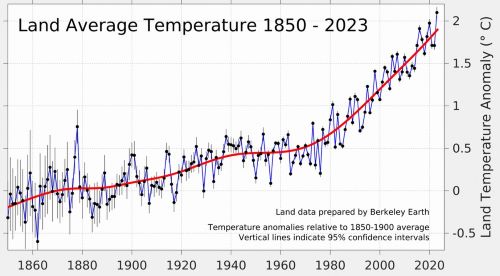 Land Average Temperature 1850 - 2023
2
1.5
1
0.5
0
-0.5
Land Temperature Anomaly (° C)
Land data prepared by Berkeley Earth
Temperature anomalies relative to 1850-1900 average
Vertical lines indicate 95% confidence intervals
1860 1880 1900 1920 1940 1960 1980 2000 2020